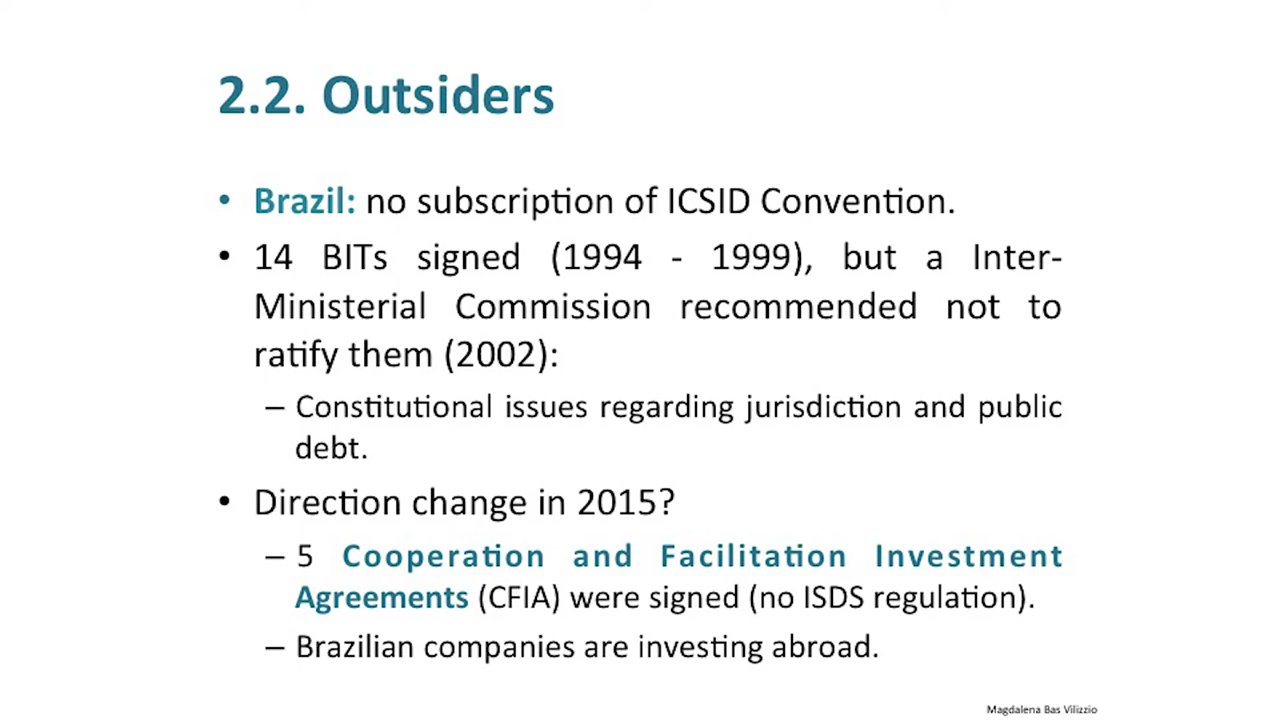 2.2. Outsiders
• Brazil: no subscription of ICSID Convention.
• 14 BITs signed (1994 - 1999), but a Inter-
Ministerial Commission recommended not to
ratify them (2002):
– Constitutional issues regarding jurisdiction and public
debt.
• Direction change in 2015?
– 5 Cooperation and Facilitation Investment
Agreements (CFIA) were signed (no ISDS regulation).
– Brazilian companies are investing abroad.
Magdalena Bas Vilizzio